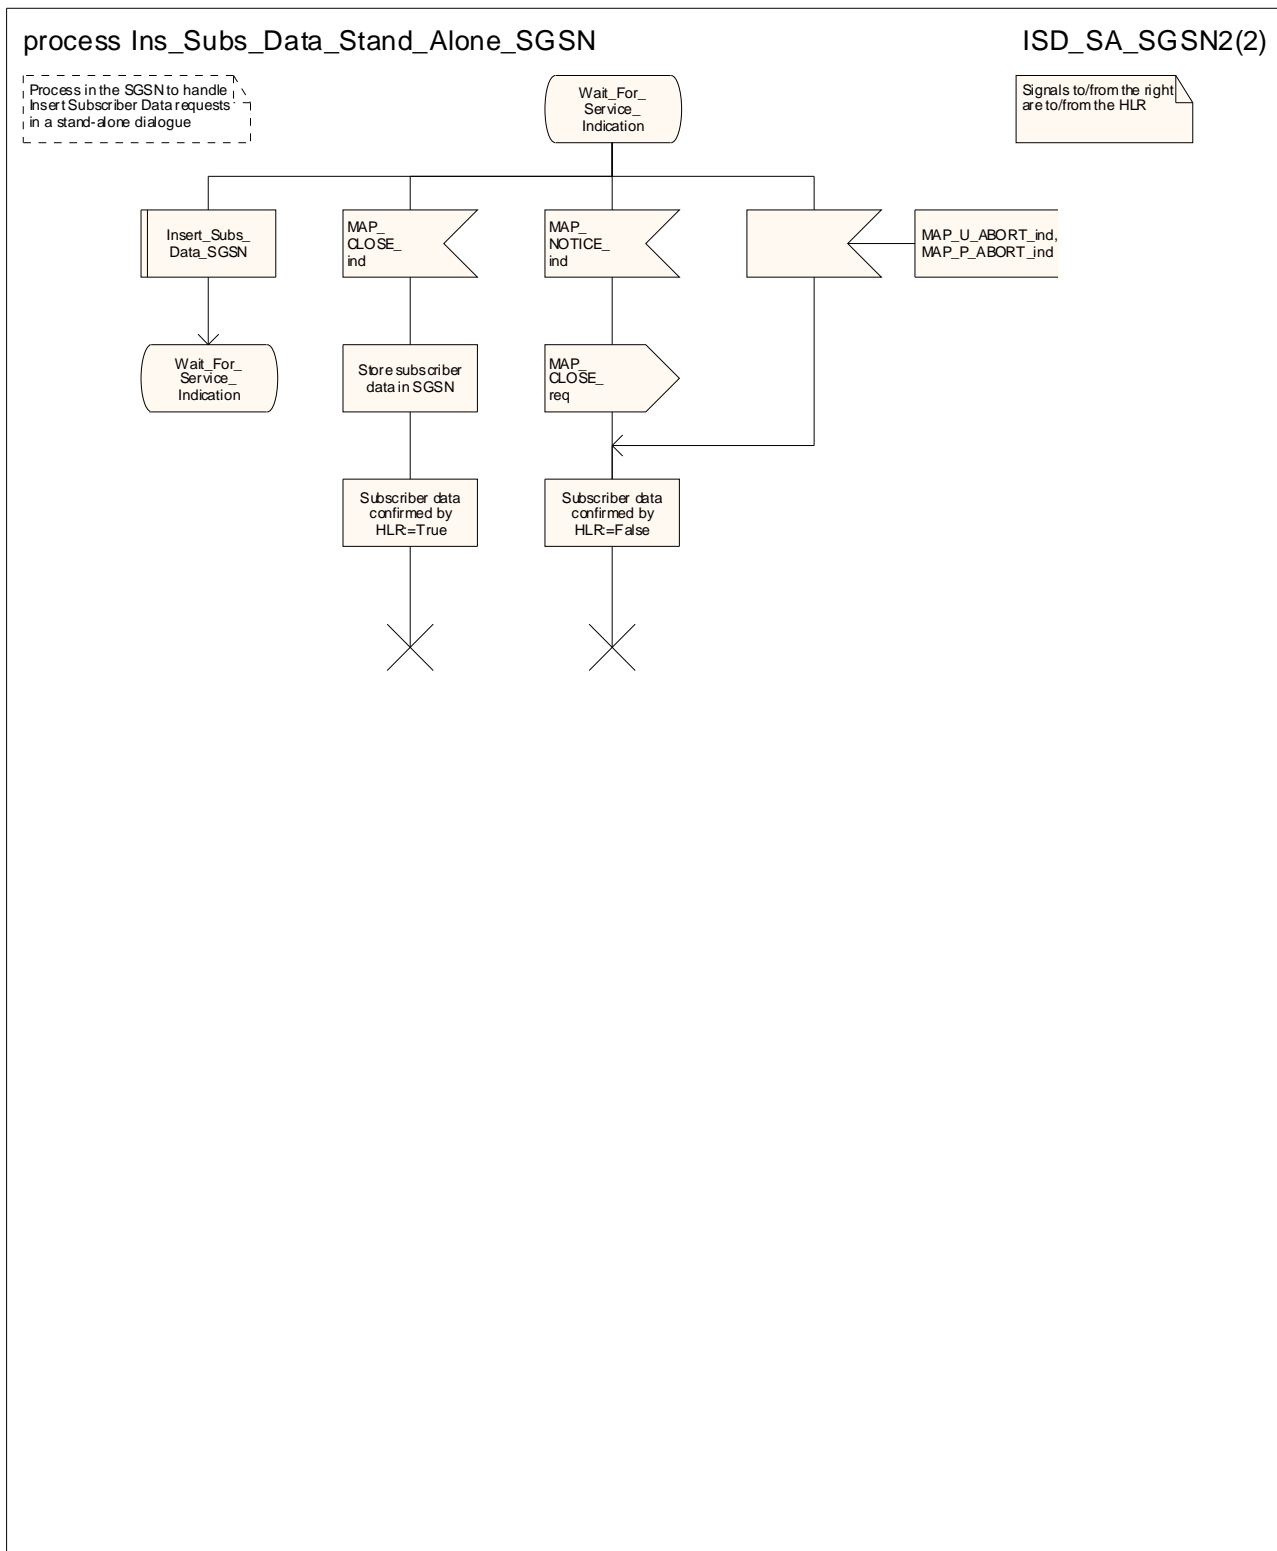 process Ins_Subs_Data_Stand_Alone_SGSN
ISD_SA_SGSN2(2)
Process in the SGSN to handle
Insert Subscriber Data requests
in a stand-alone dialogue
Wait_For_
Service_
Indication
Signals to/from the right
are to/from the HLR
Insert_Subs_
Data_SGSN
MAP_
CLOSE_
ind
MAP_
NOTICE_
ind
MAP_U_ABORT_ind,
MAP_P_ABORT_ind
Wait_For_
Service_
Indication
Store subscriber
data in SGSN
MAP_
CLOSE_
req
Subscriber data
confirmed by
HLR:=True
Subscriber data
confirmed by
HLR:=False